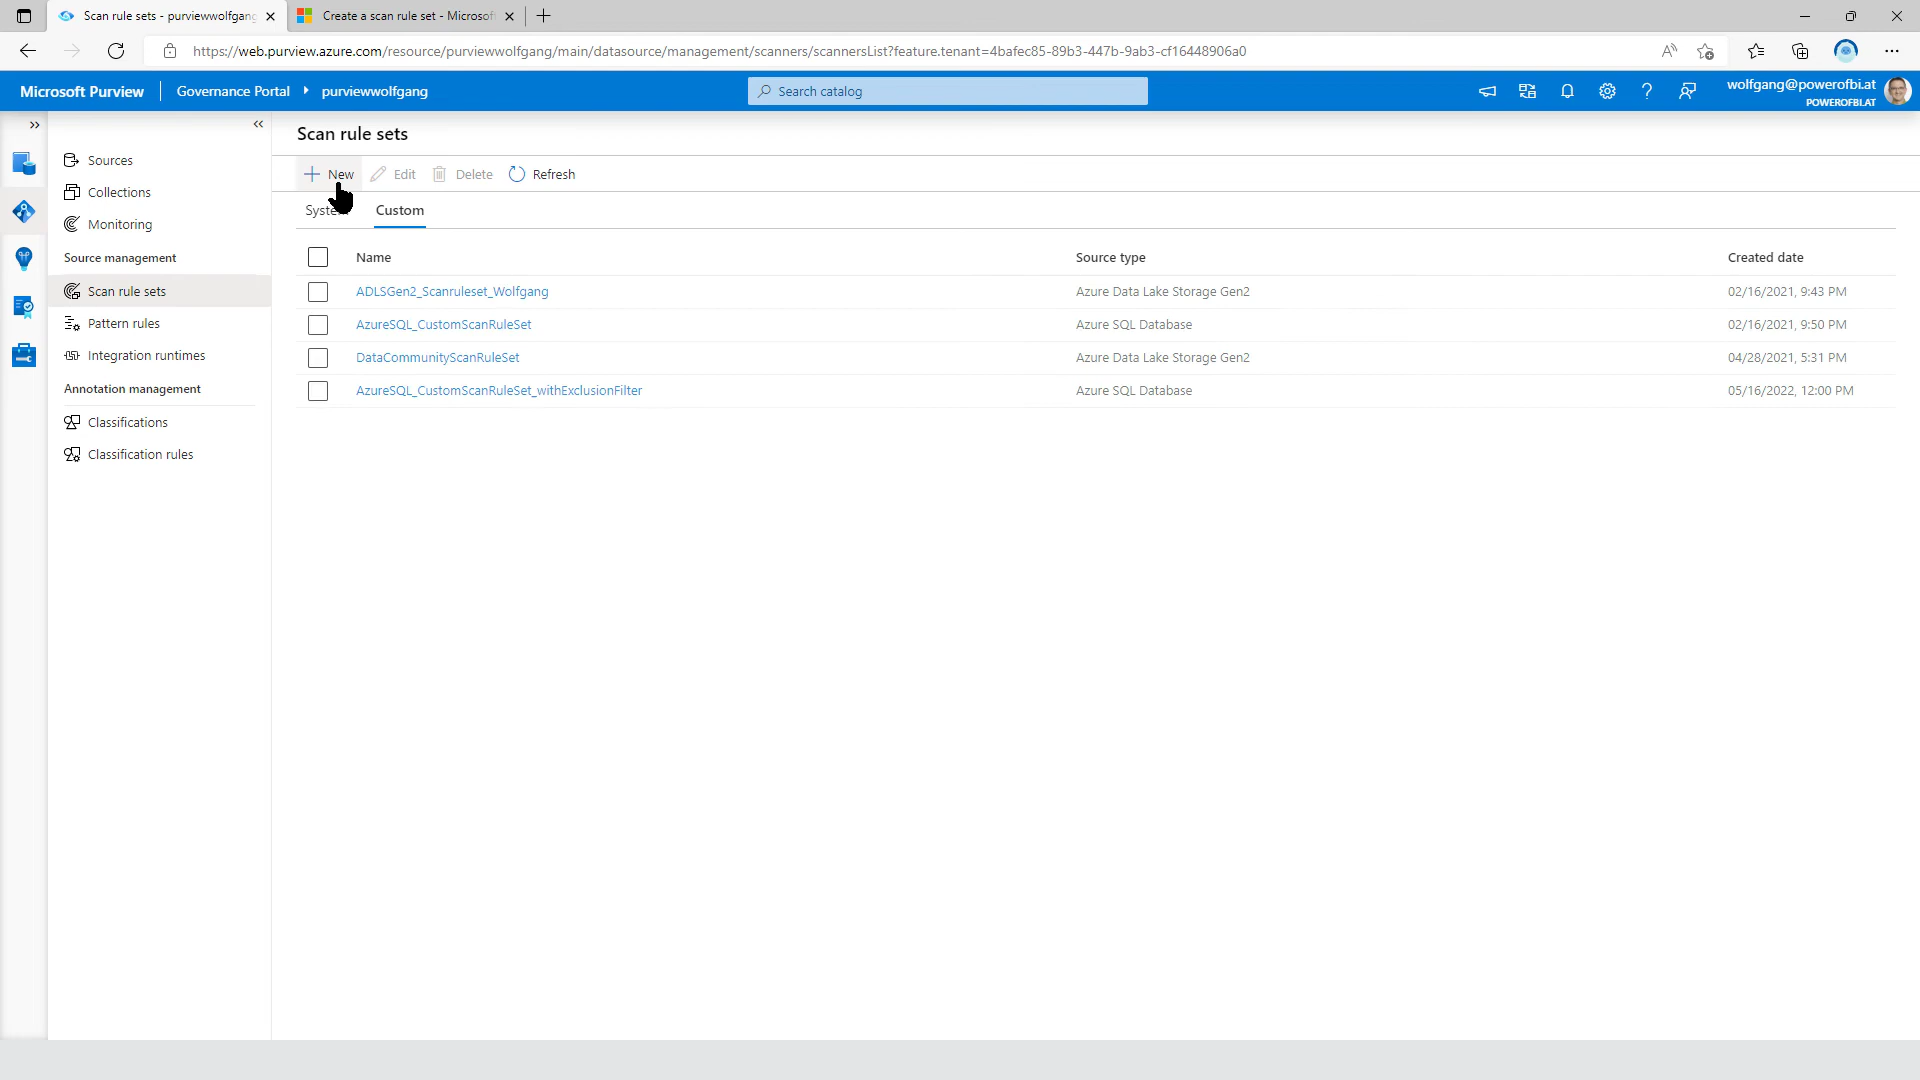 Scan rule sets - purviewwolfgang
Create a scan rule set - Microsof
https://web.purview.azure.com/resource/purviewwolfgang/main/datasource/management/scanners/scannersList?feature.tenant=4bafec85-89b3-447b-9ab3-cf16448906a0
Microsoft Purview
Governance Portal
purviewwolfgang
Search catalog
wolfgang@powerofbi.at
POWEROFBI.AT
Sources
Collections
Monitoring
Source management
Scan rule sets
Pattern rules
Integration runtimes
Annotation management
Classifications
Classification rules
Scan rule sets
New Edit Delete Refresh
Custom
Name Source type Created date
ADLSGen2_Scanruleset_Wolfgang Azure Data Lake Storage Gen2 02/16/2021, 9:43 PM
AzureSQL_CustomScanRuleSet Azure SQL Database 02/16/2021, 9:50 PM
DataCommunityScanRuleSet Azure Data Lake Storage Gen2 04/28/2021, 5:31 PM
AzureSQL_CustomScanRuleSet_withExclusionFilter Azure SQL Database 05/16/2022, 12:00 PM